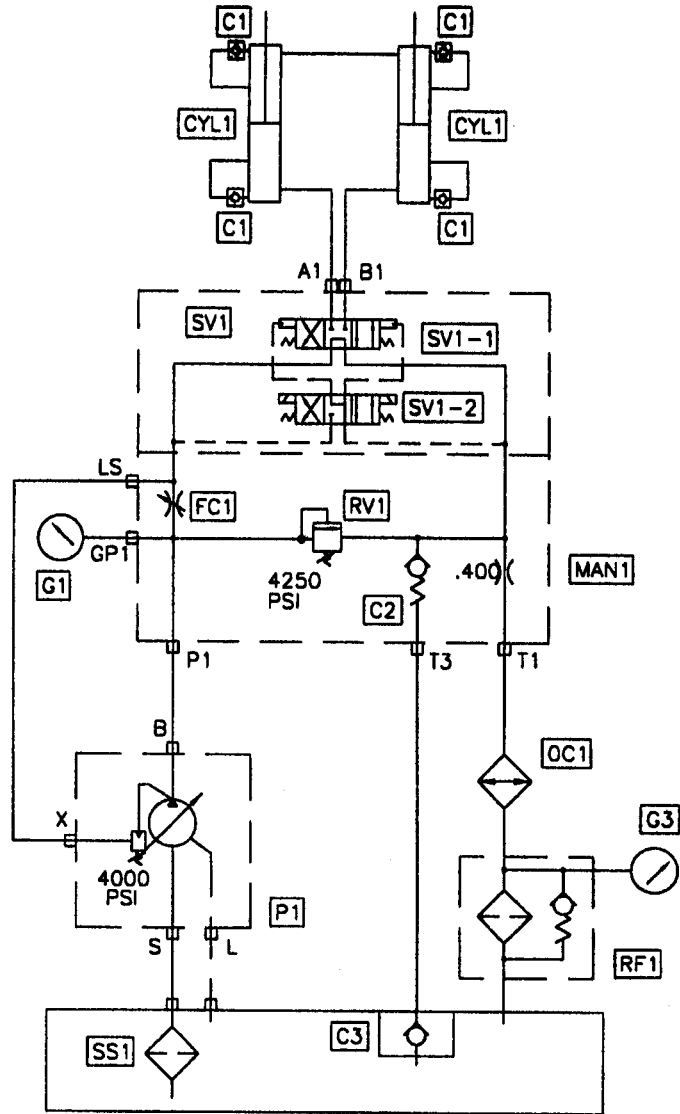 C1 C1
CYL1 CYL1
C1 C1
A1 B1
SV1 SV1-1
SV1-2
LS
FC1 RV1
GP1
G1
4250
PSI
.400 MAN1
C2
P1 T3 T1
B
OC1
X G3
4000
PSI
P1
S L
RF1
SS1 C3